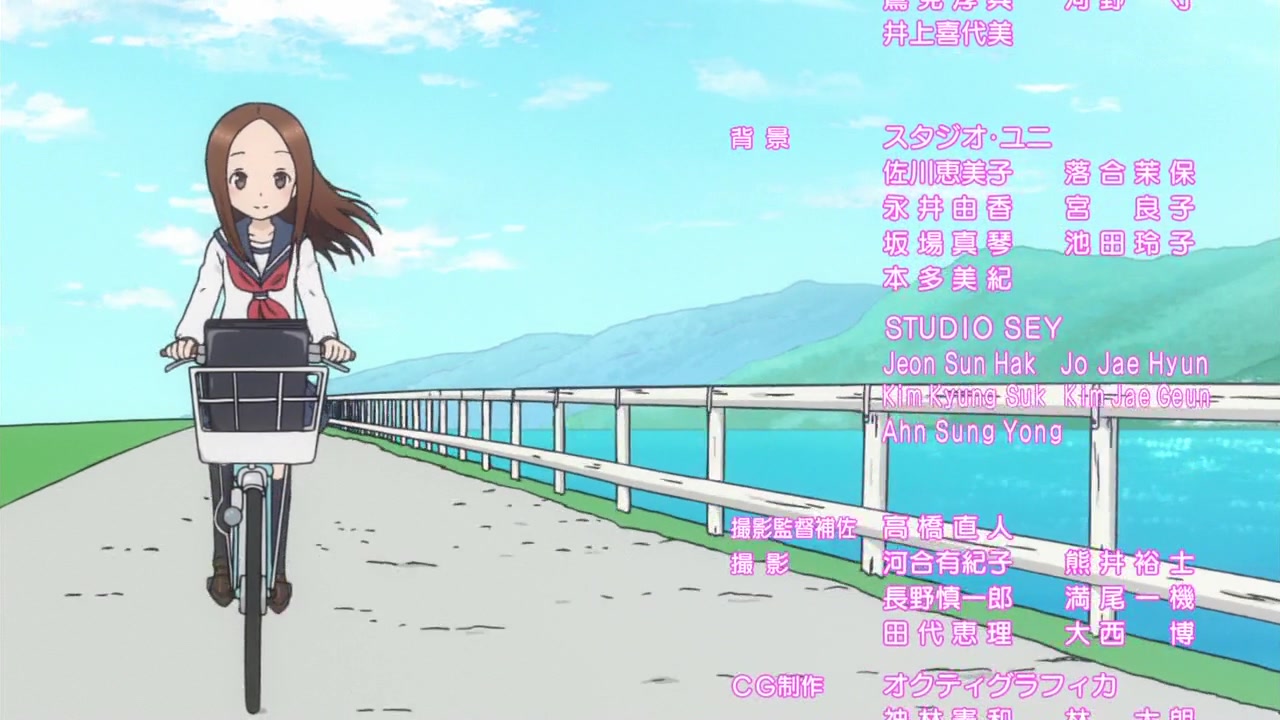 井上喜代美
背景 スタジオ・ユニ
佐川恵美子 落合茉保
永井由香 宮 良子
坂場真琴 池田玲子
本多美紀
STUDIO SEY
Jeon Sun Hak Jo Jae Hyun
Kim Kyung Suk Kim Jae Geun
Ahn Sung Yong
撮影監督補佐 高橋直人
撮影 河合有紀子 熊井裕士
長野慎一郎 満尾一機
田代恵理 大西 博
CG制作 オクティグラフィカ